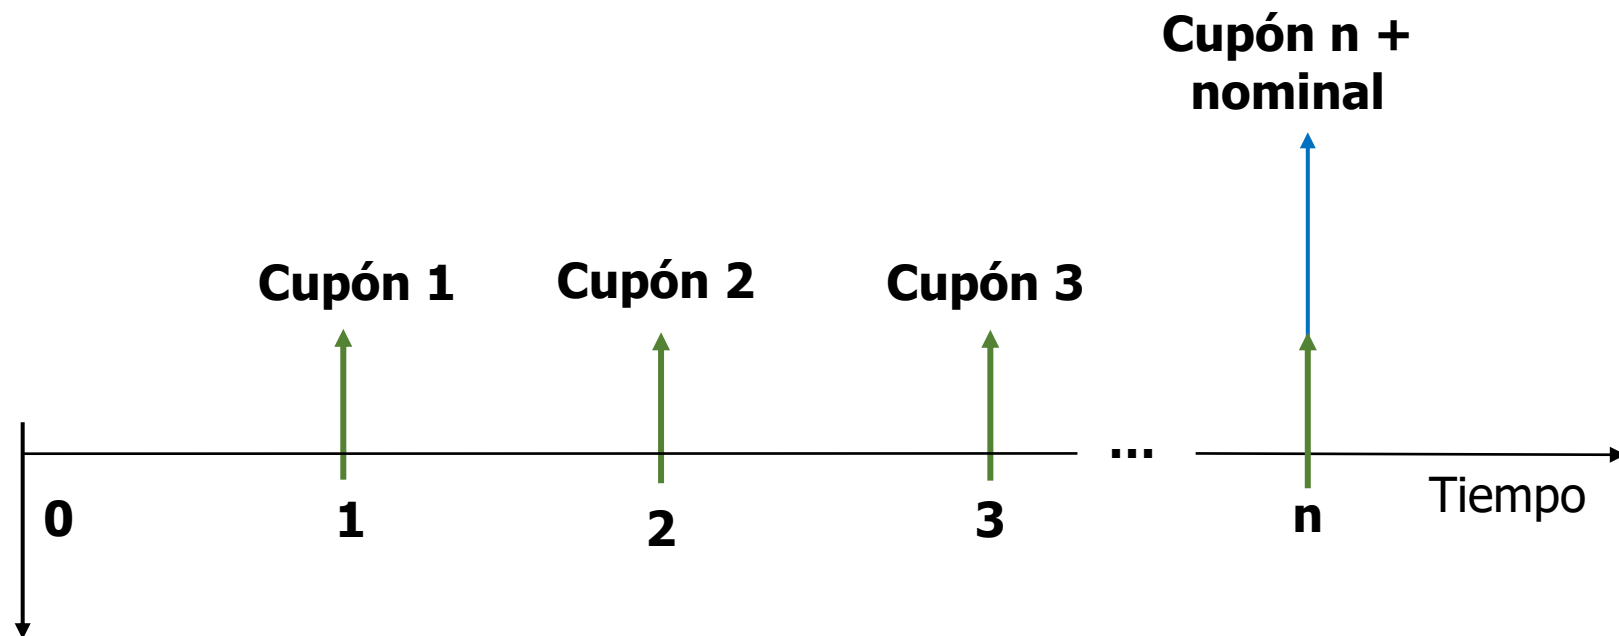 Cupón n +
nominal
Cupón 1
Cupón 2
Cupón 3
...
0
1
2
3
n
Tiempo